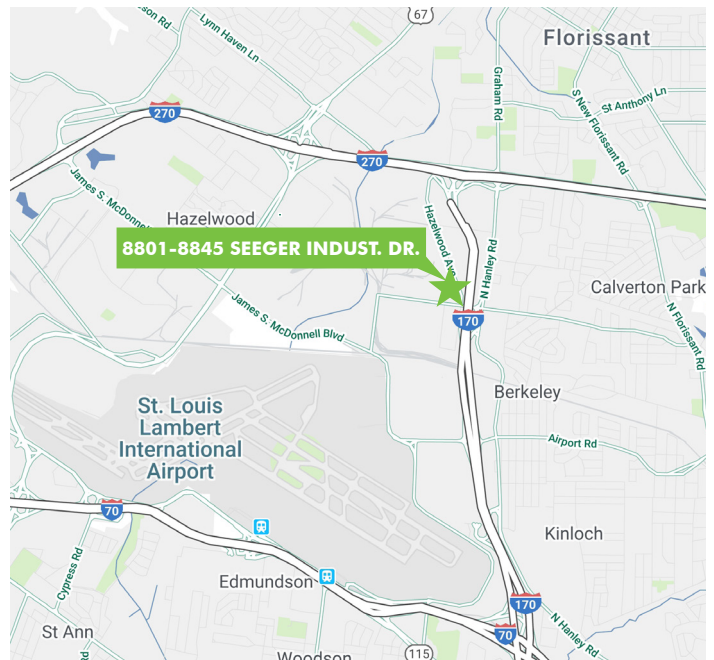 67
Florissant
son Rd
Lynn Haven Ln
Graham Rd
St Anthony Ln
S New Florissant Rd
270
270
James S. McDonnell Blvd
Hazelwood
Hazelwood Ave
N Hanley Rd
8801-8845 SEEGER INDUST. DR.
Calverton Park
James S. McDonnell Blvd
170
N Florissant Rd
Berkeley
St. Louis
Lambert
International
Airport
Airport Rd
70
Kinloch
Cypress Rd
Edmundson
170
N Hanley Rd
70
St Ann
Woodson
115